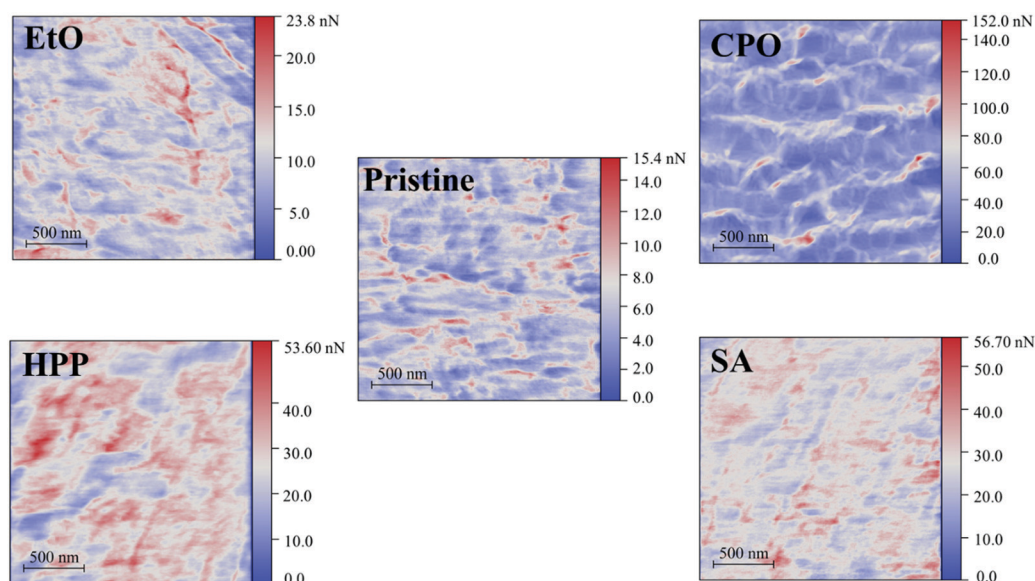 EtO
23.8 nN
20.0
15.0
10.0
5.0
0.00
500 nm
CPO
152.0 nN
140.0
120.0
100.0
80.0
60.0
40.0
20.0
0.0
500 nm
Pristine
15.4 nN
14.0
12.0
10.0
8.0
6.0
4.0
2.0
0.0
500 nm
HPP
53.60 nN
40.0
30.0
20.0
10.0
0.0
500 nm
SA
56.70 nN
50.0
40.0
30.0
20.0
10.0
0.0
500 nm